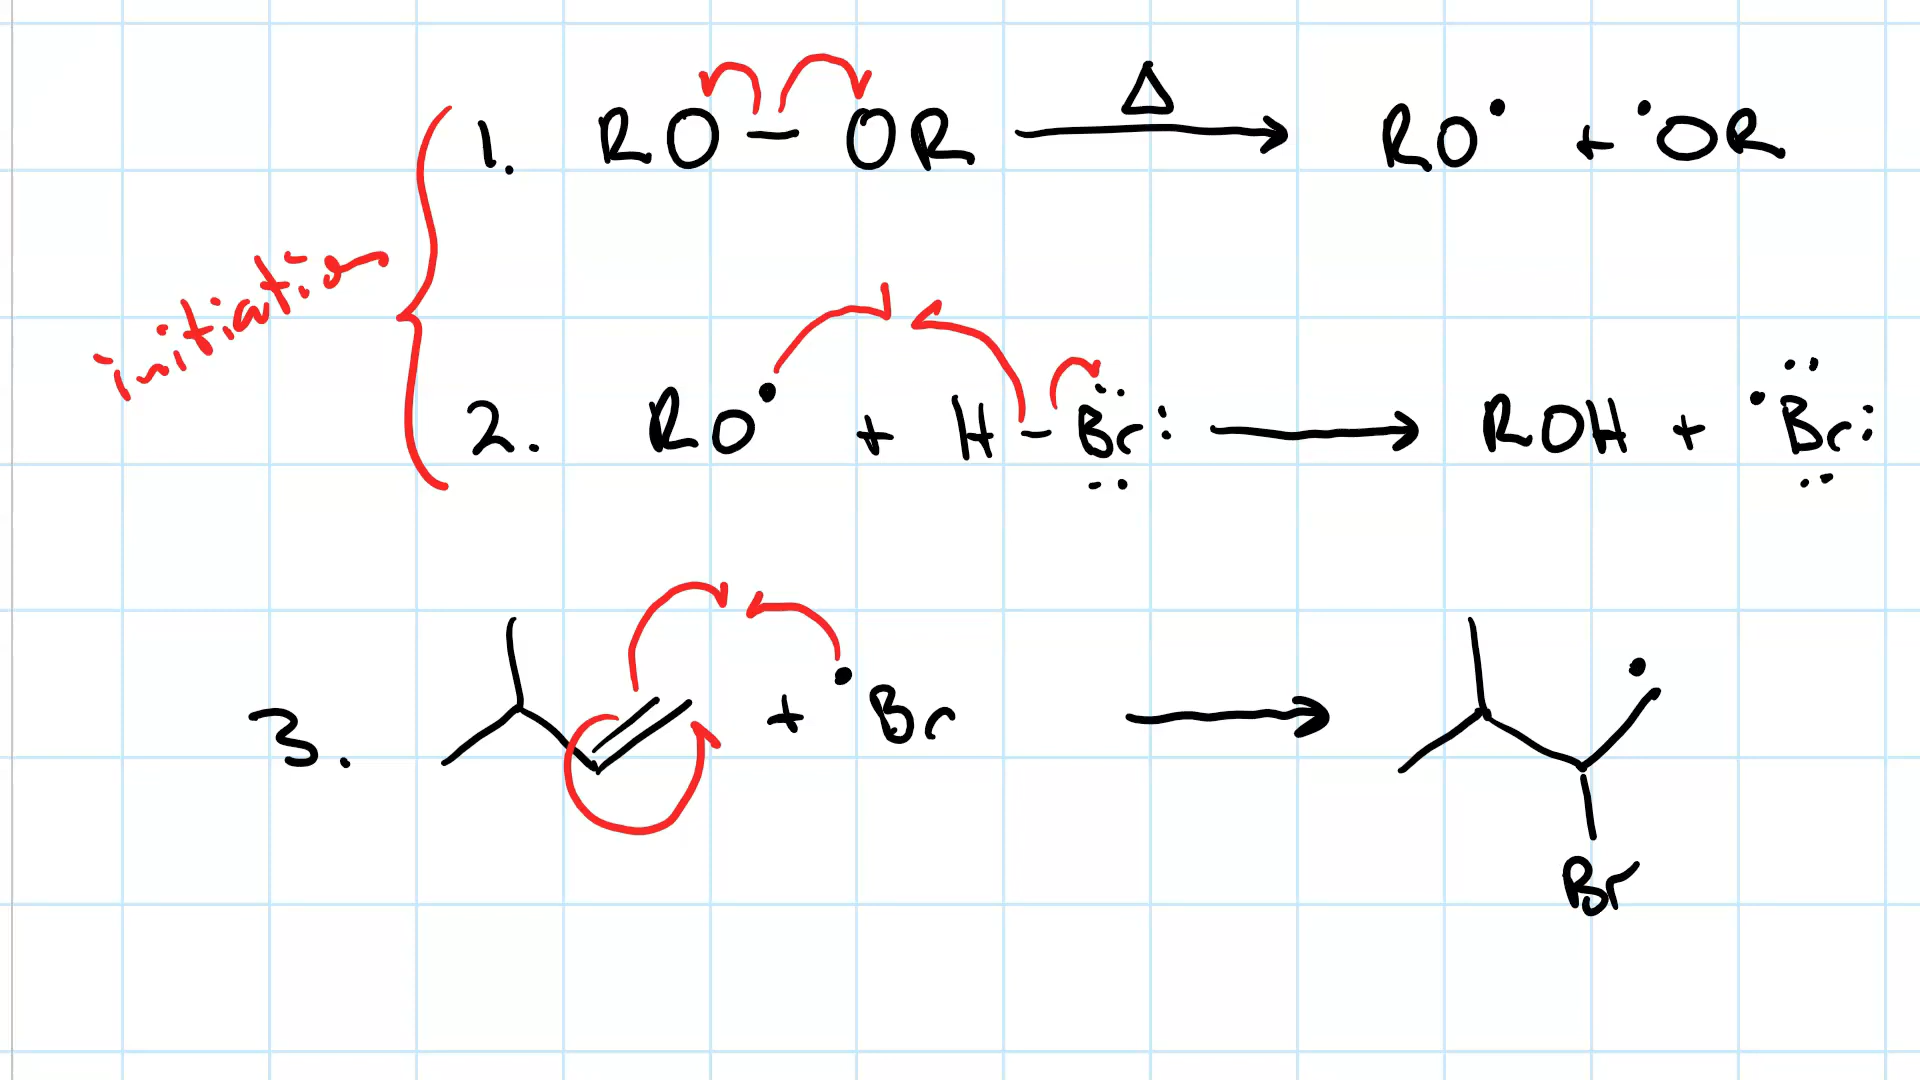 1. RO – OR Δ→ RO• + •OR
initiation
2. RO• + H – Br: → ROH + •Br:
3. + •Br →
Br